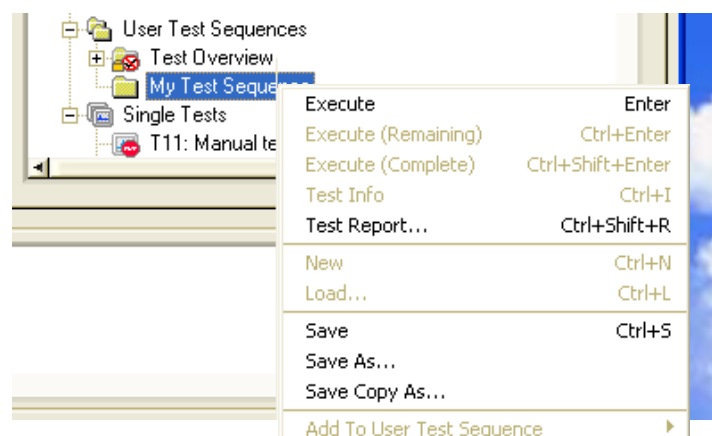 User Test Sequences
Test Overview
My Test Seque
Single Tests
T11: Manual te
Execute Enter
Execute (Remaining) Ctrl+Enter
Execute (Complete) Ctrl+Shift+Enter
Test Info Ctrl+I
Test Report... Ctrl+Shift+R
New Ctrl+N
Load... Ctrl+L
Save Ctrl+S
Save As...
Save Copy As...
Add To User Test Sequence